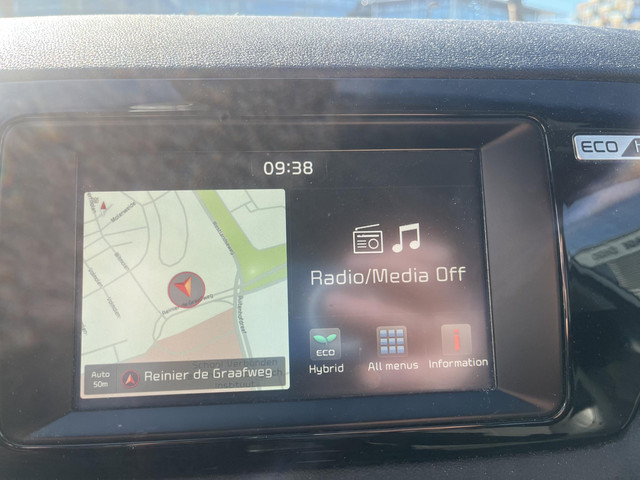 09:38
ECO
Radio/Media Off
Auto
50m
Reinier de Graafweg
ECO
Hybrid
All menus
Information